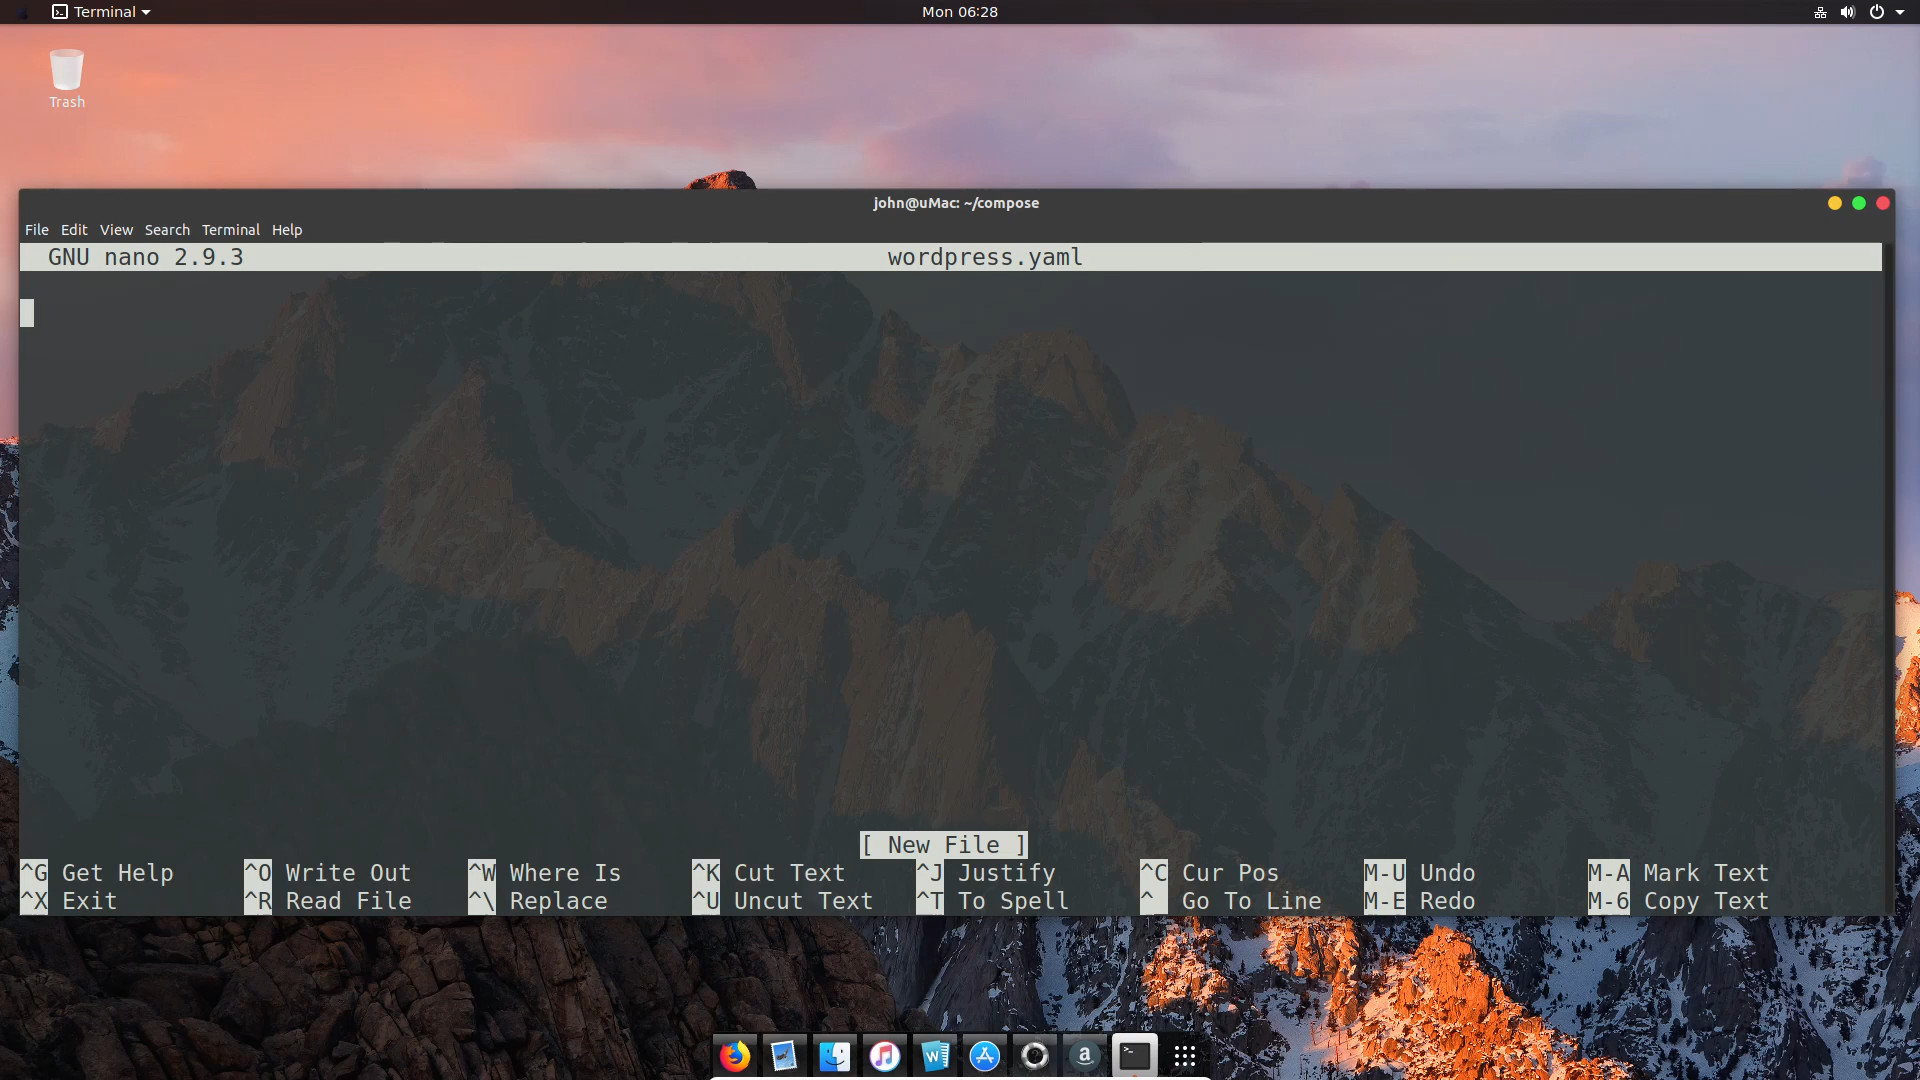 Terminal
Mon 06:28
Trash
john@uMac: ~/compose
File Edit View Search Terminal Help
GNU nano 2.9.3 wordpress.yaml
[ New File ]
^G Get Help ^O Write Out ^W Where Is ^K Cut Text ^J Justify ^C Cur Pos M-U Undo M-A Mark Text
^X Exit ^R Read File ^\ Replace ^U Uncut Text ^T To Spell ^ Go To Line M-E Redo M-6 Copy Text